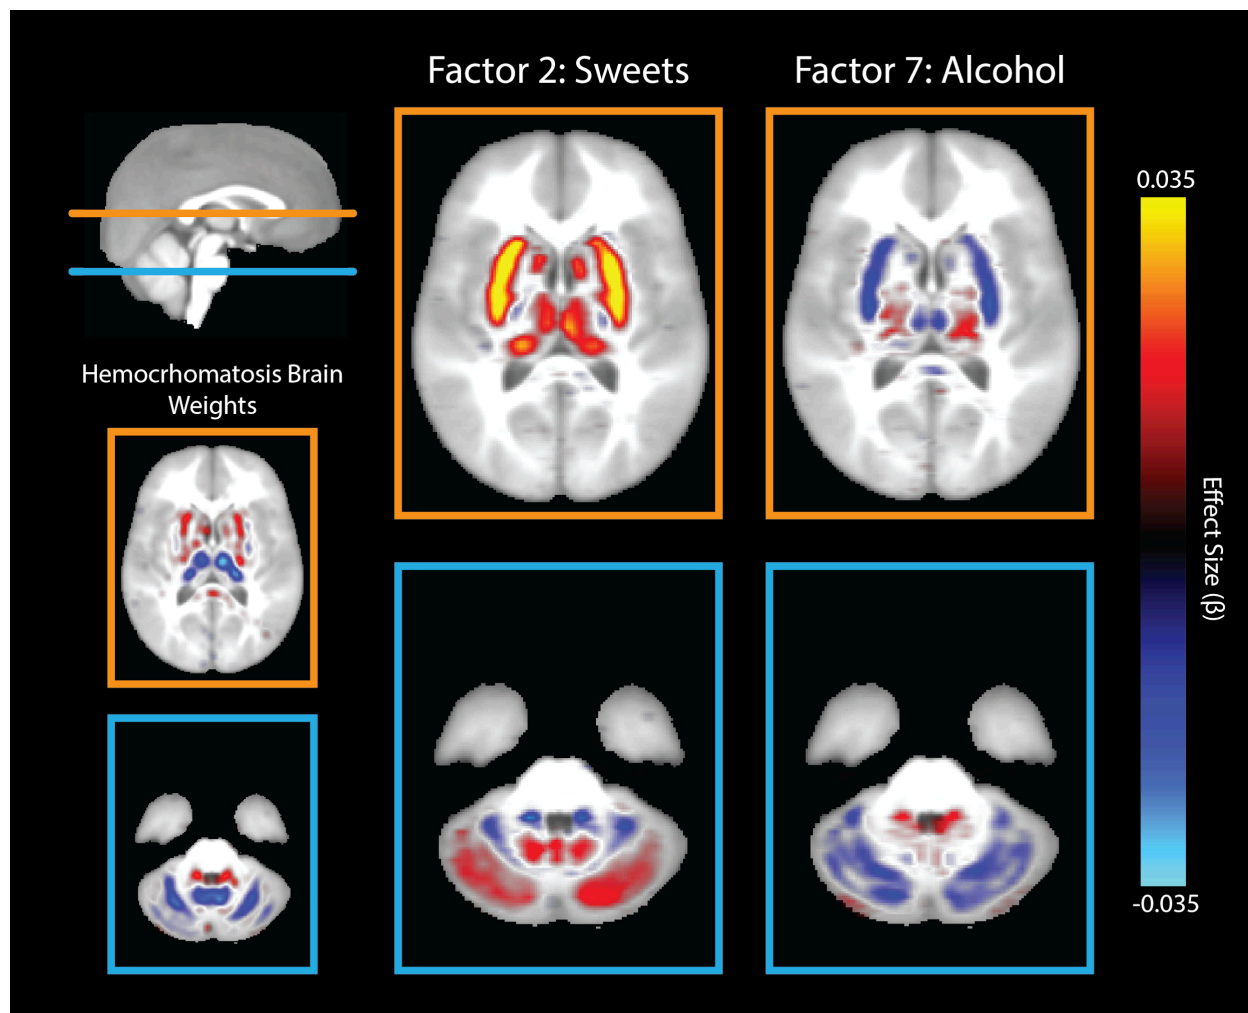 Factor 2: Sweets
Factor 7: Alcohol
Hemocrhomatosis Brain
Weights
0.035
Effect Size (β)
-0.035